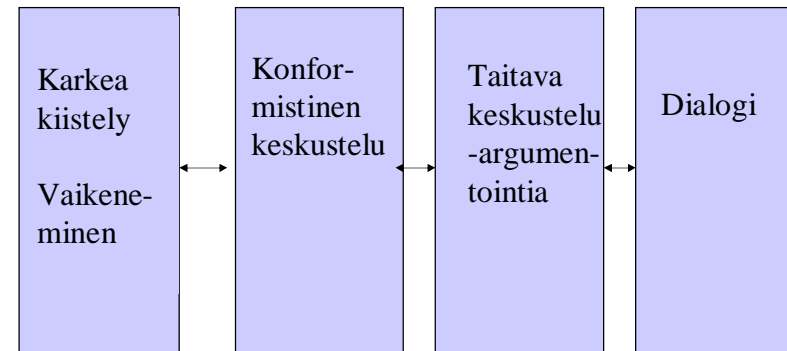 Karkea
kiistely
Vaikene-
minen
Konfor-
mistinen
keskustelu
Taitava
keskustelu
-argumen-
tointia
Dialogi